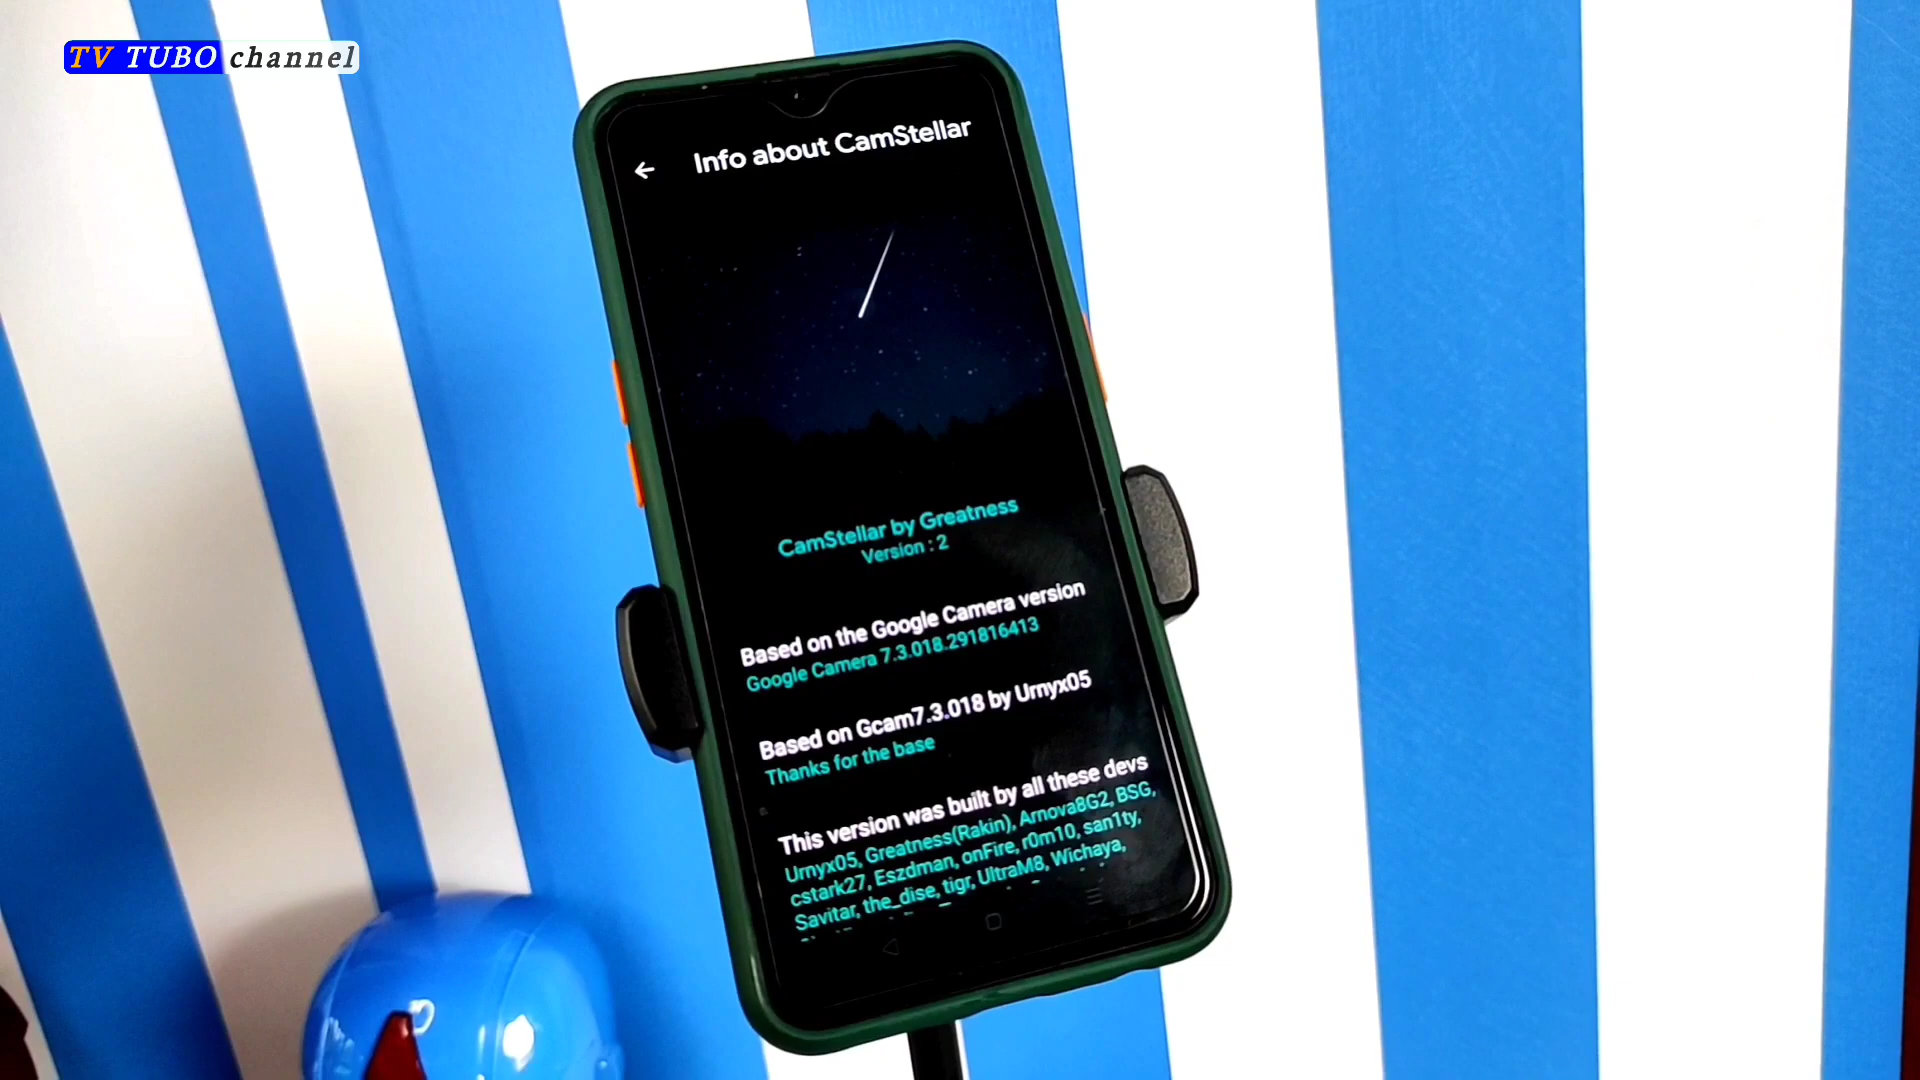 TV TUBO channel
Info about CamStellar
CamStellar by Greatness
Version : 2
Based on the Google Camera version
Google Camera 7.3.018.291816413
Based on Gcam7.3.018 by Urnyx05
Thanks for the base
This version was built by all these devs
Urnyx05, Greatness(Rakin), Arnova8G2, BSG,
cstark27, Eszdman, onFire, r0m10, san1ty,
Savitar, the_dise, tigr, UltraM8, Wichaya,